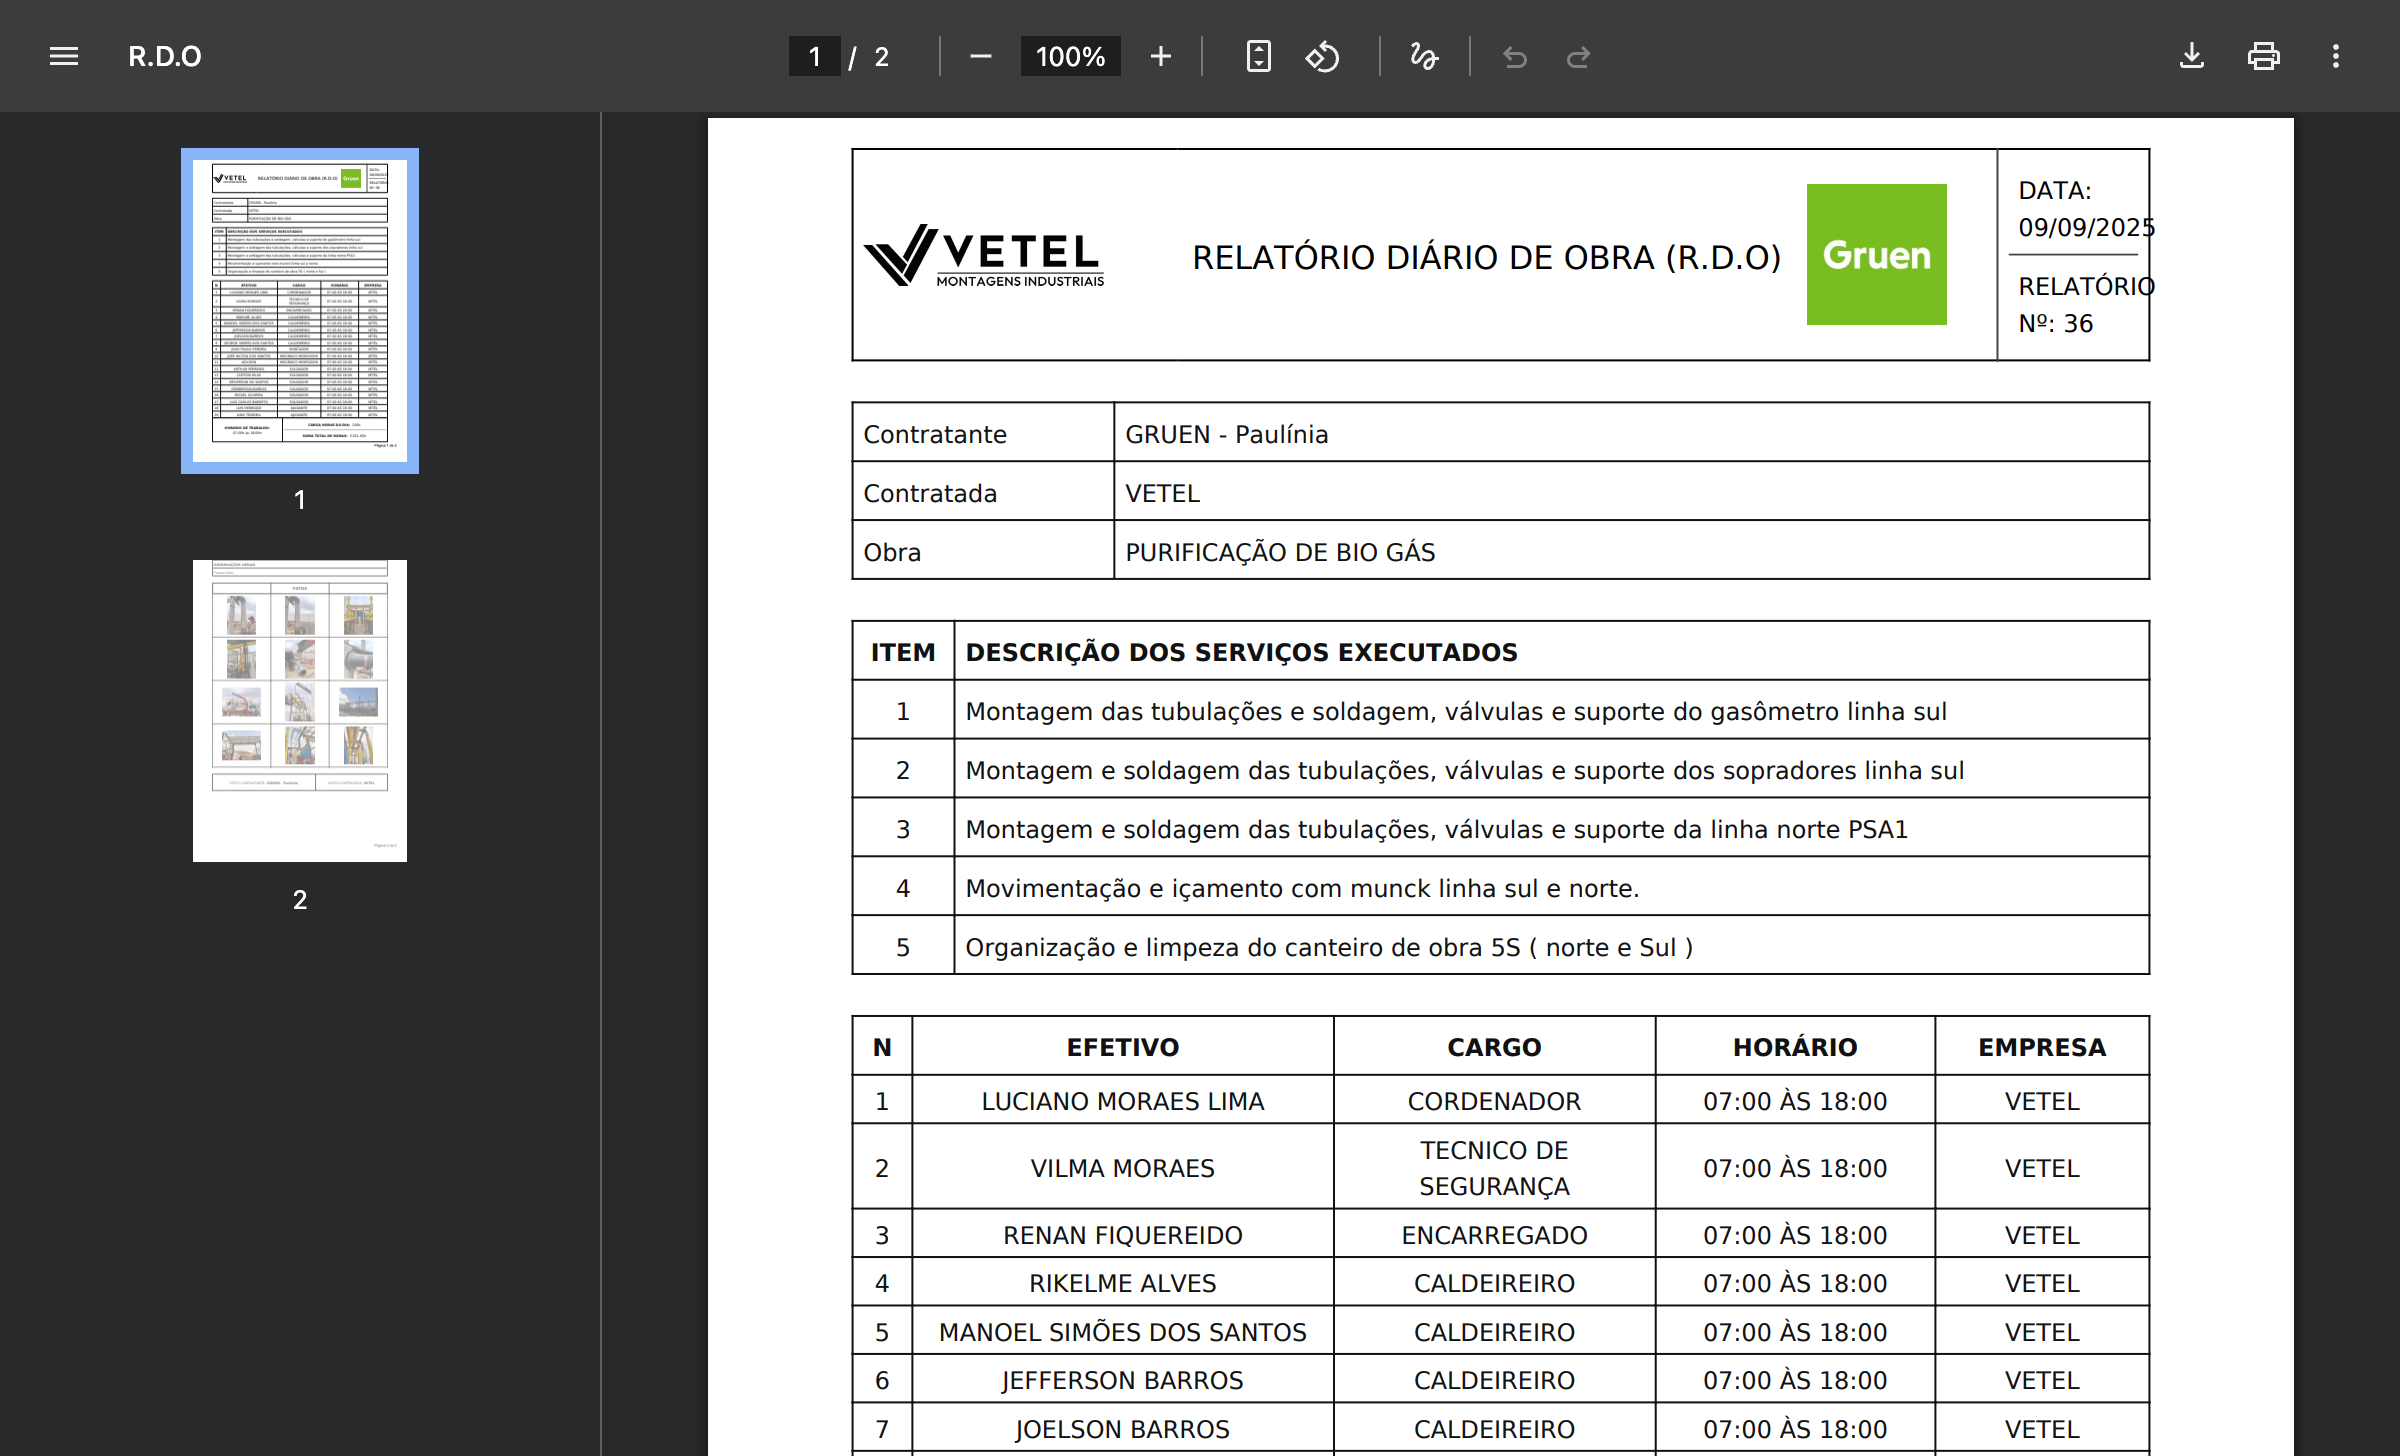 R.D.O
1 / 2
100%
VETEL
MONTAGENS INDUSTRIAIS
RELATÓRIO DIÁRIO DE OBRA (R.D.O)
Gruen
DATA:
09/09/2025
RELATÓRIO
Nº: 36
Contratante GRUEN - Paulínia
Contratada VETEL
Obra PURIFICAÇÃO DE BIO GÁS
ITEM DESCRIÇÃO DOS SERVIÇOS EXECUTADOS
1 Montagem das tubulações e soldagem, válvulas e suporte do gasômetro linha sul
2 Montagem e soldagem das tubulações, válvulas e suporte dos sopradores linha sul
3 Montagem e soldagem das tubulações, válvulas e suporte da linha norte PSA1
4 Movimentação e içamento com munck linha sul e norte.
5 Organização e limpeza do canteiro de obra 5S ( norte e Sul )
N EFETIVO CARGO HORÁRIO EMPRESA
1 LUCIANO MORAES LIMA CORDENADOR 07:00 ÀS 18:00 VETEL
2 VILMA MORAES TECNICO DE SEGURANÇA 07:00 ÀS 18:00 VETEL
3 RENAN FIQUEREIDO ENCARREGADO 07:00 ÀS 18:00 VETEL
4 RIKELME ALVES CALDEIREIRO 07:00 ÀS 18:00 VETEL
5 MANOEL SIMÕES DOS SANTOS CALDEIREIRO 07:00 ÀS 18:00 VETEL
6 JEFFERSON BARROS CALDEIREIRO 07:00 ÀS 18:00 VETEL
7 JOELSON BARROS CALDEIREIRO 07:00 ÀS 18:00 VETEL
1
2